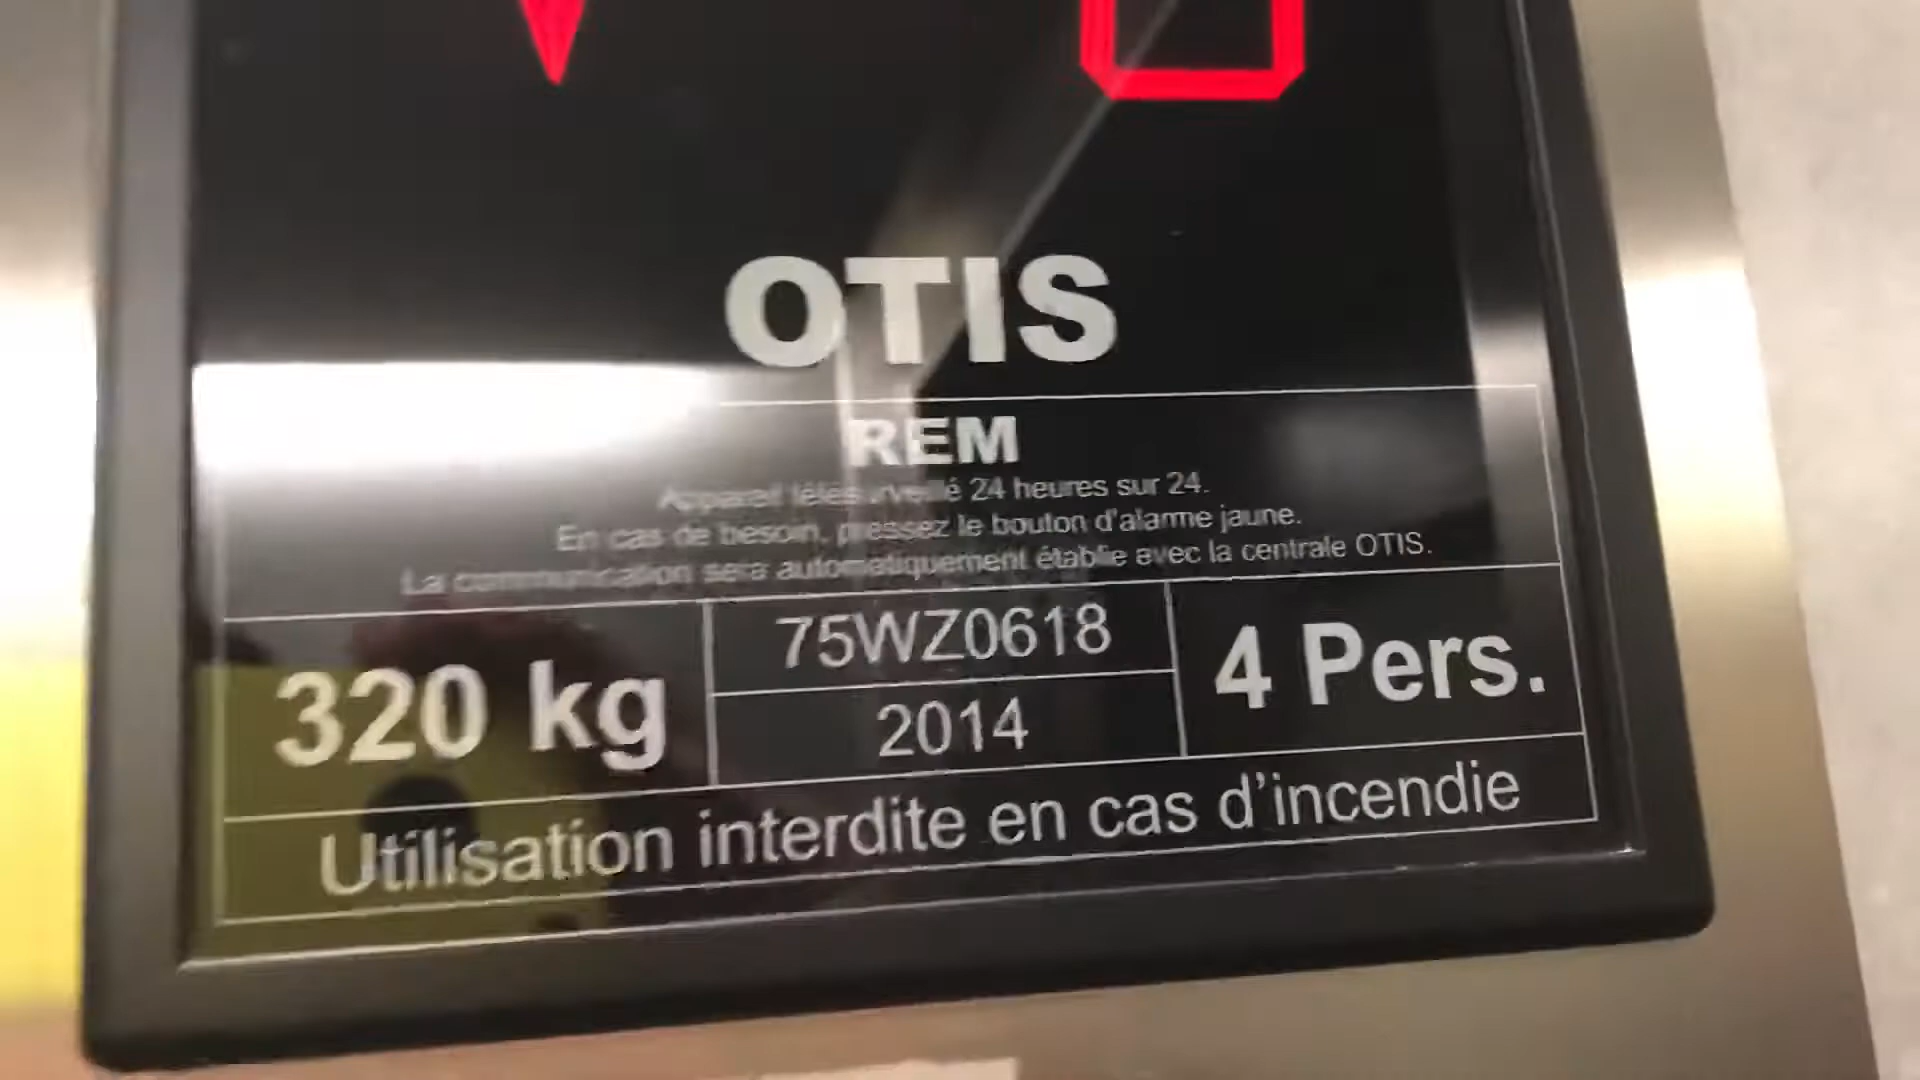 OTIS
REM
Appareil télésurveillé 24 heures sur 24.
En cas de besoin, pressez le bouton d'alarme jaune.
La communication sera automatiquement établie avec la centrale OTIS.
320 kg
75WZ0618
2014
4 Pers.
Utilisation interdite en cas d'incendie